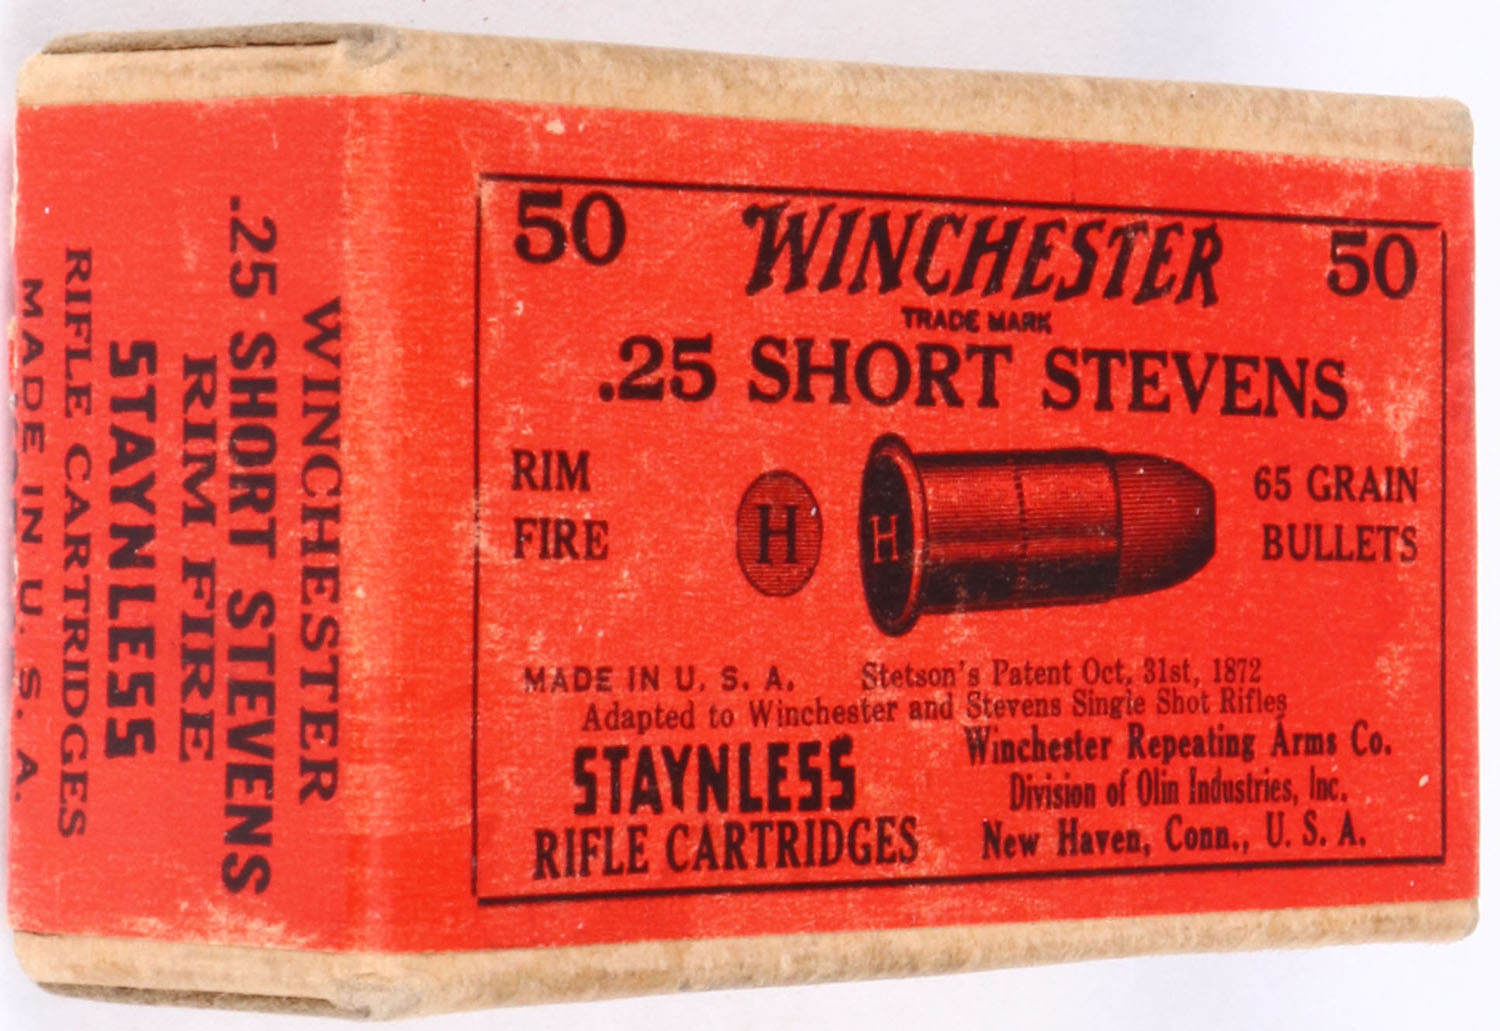 50 WINCHESTER 50
TRADE MARK
.25 SHORT STEVENS
RIM
FIRE
H
H
65 GRAIN
BULLETS
MADE IN U. S. A. Stetson's Patent Oct. 31st, 1872
Adapted to Winchester and Stevens Single Shot Rifles
STAYNLESS
RIFLE CARTRIDGES
Winchester Repeating Arms Co.
Division of Olin Industries, Inc.
New Haven, Conn., U. S. A.
WINCHESTER
.25 SHORT STEVENS
RIM FIRE
STAYNLESS
RIFLE CARTRIDGES
MADE IN U. S. A.